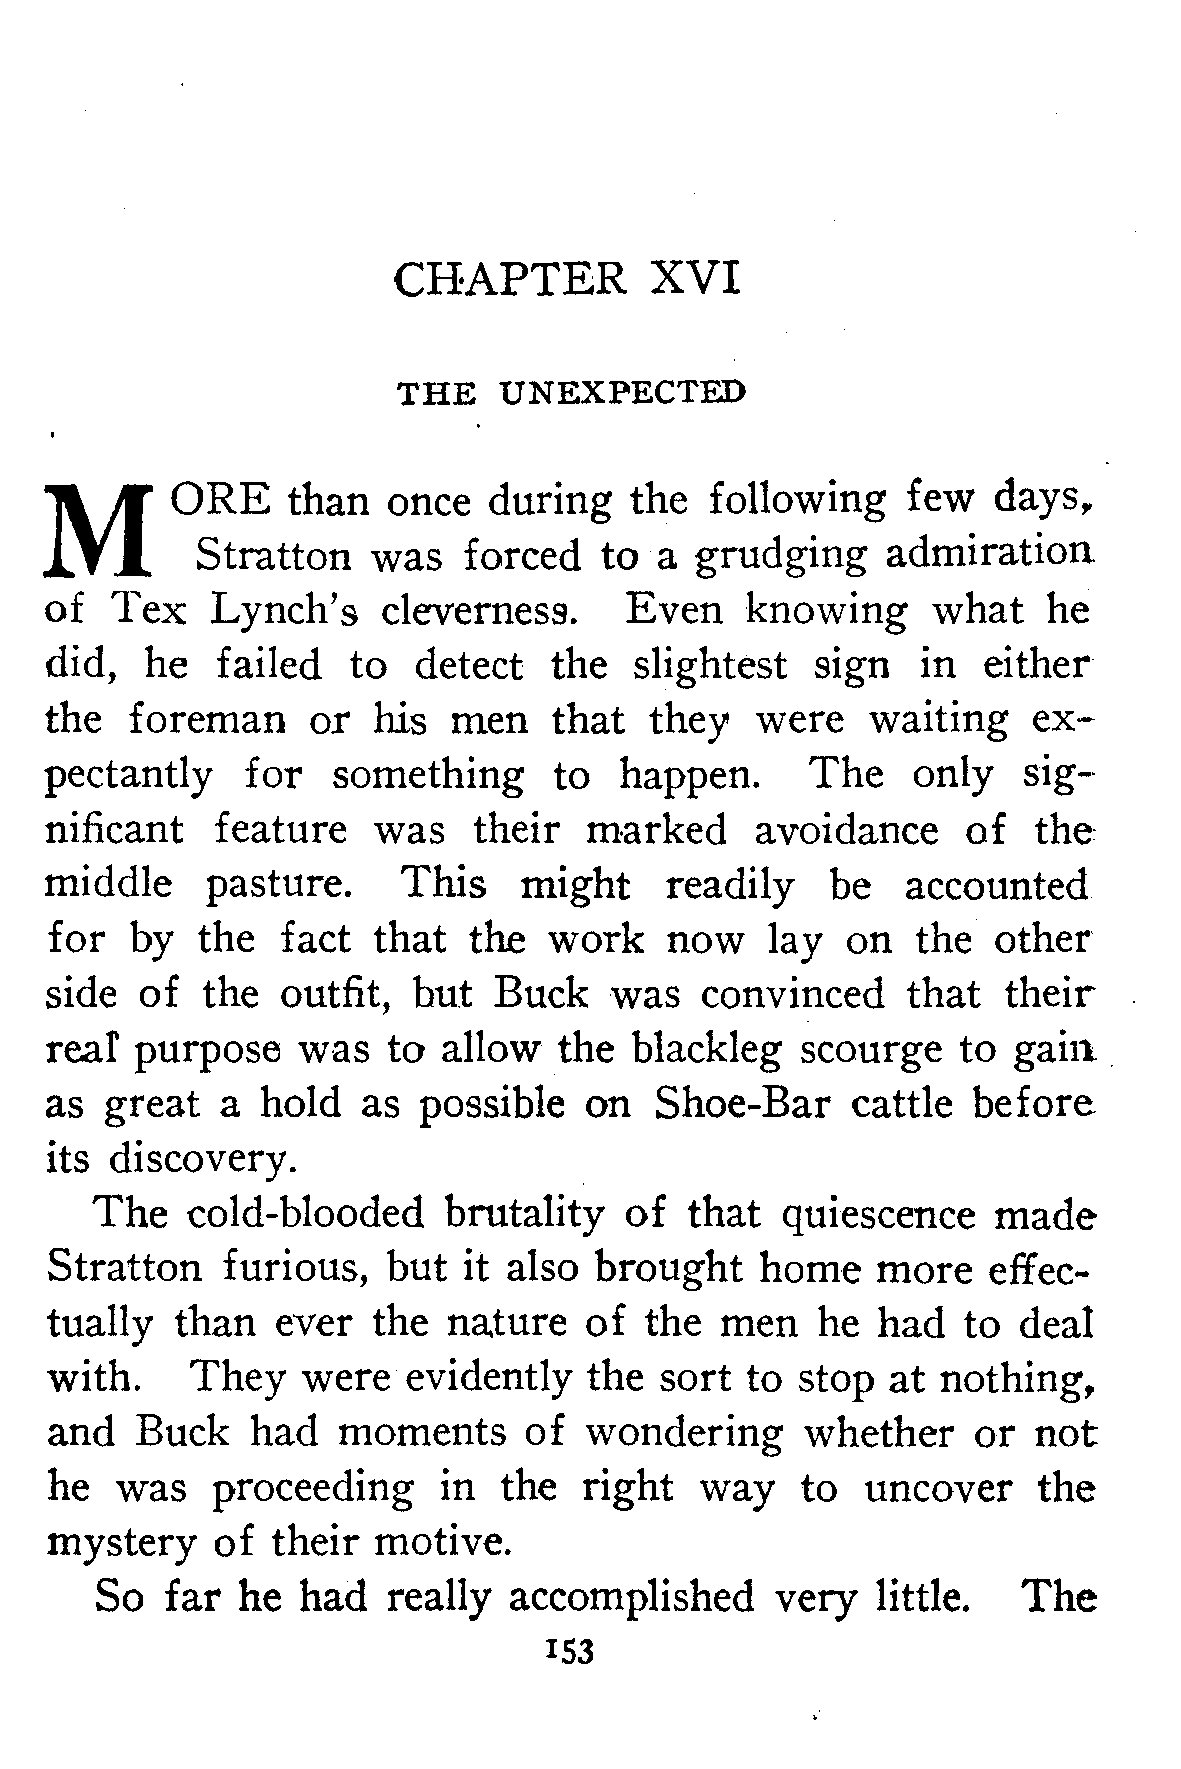 CHAPTER XVI
THE UNEXPECTED
MORE than once during the following few days,
Stratton was forced to a grudging admiration
of Tex Lynch's cleverness. Even knowing what he
did, he failed to detect the slightest sign in either
the foreman or his men that they were waiting ex-
pectantly for something to happen. The only sig-
nificant feature was their marked avoidance of the
middle pasture. This might readily be accounted
for by the fact that the work now lay on the other
side of the outfit, but Buck was convinced that their
real purpose was to allow the blackleg scourge to gain
as great a hold as possible on Shoe-Bar cattle before
its discovery.
The cold-blooded brutality of that quiescence made
Stratton furious, but it also brought home more effec-
tually than ever the nature of the men he had to deal
with. They were evidently the sort to stop at nothing,
and Buck had moments of wondering whether or not
he was proceeding in the right way to uncover the
mystery of their motive.
So far he had really accomplished very little. The
153